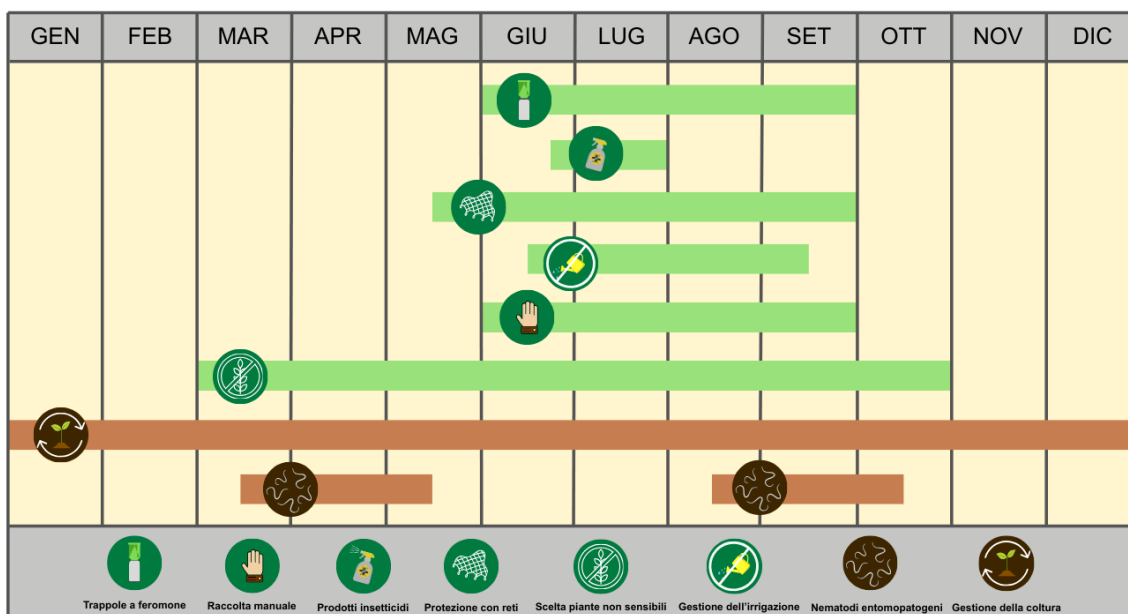 GEN FEB MAR APR MAG GIU LUG AGO SET OTT NOV DIC
Trappole a feromone Raccolta manuale Prodotti insetticidi Protezione con reti Scelta piante non sensibili Gestione dell'irrigazione Nematodi entomopatogeni Gestione della coltura